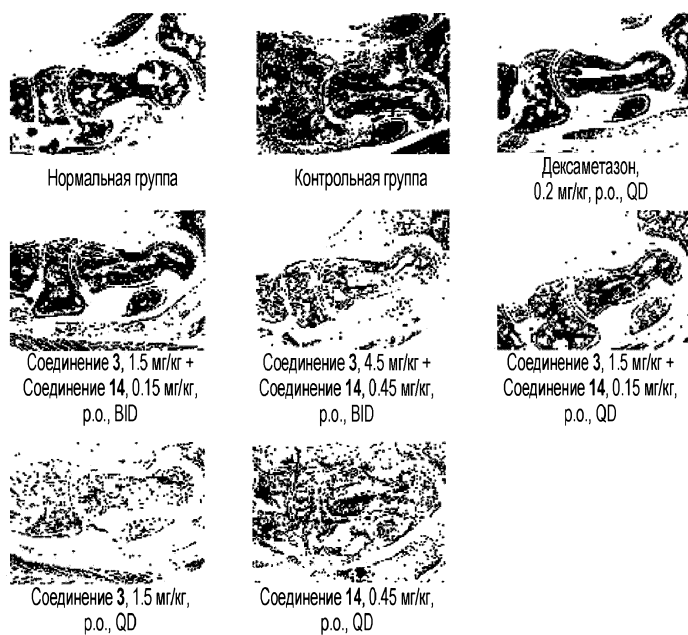 Нормальная группа
Контрольная группа
Дексаметазон,
0.2 мг/кг, р.о., QD
Соединение 3, 1.5 мг/кг +
Соединение 14, 0.15 мг/кг,
р.о., BID
Соединение 3, 4.5 мг/кг +
Соединение 14, 0.45 мг/кг,
р.о., BID
Соединение 3, 1.5 мг/кг +
Соединение 14, 0.15 мг/кг,
р.о., QD
Соединение 3, 1.5 мг/кг,
р.о., QD
Соединение 14, 0.45 мг/кг,
р.о., QD